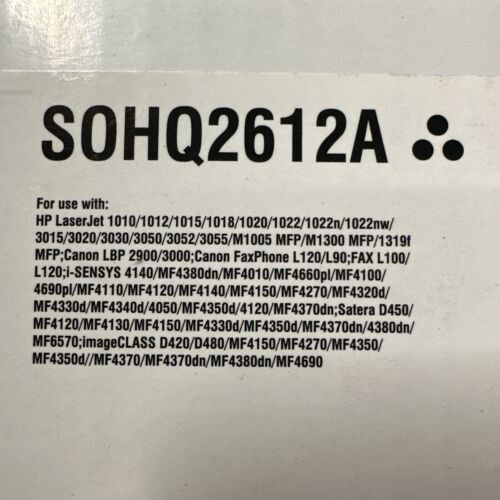 SOHQ2612A
For use with:
HP LaserJet 1010/1012/1015/1018/1020/1022/1022n/1022nw/
3015/3020/3030/3050/3052/3055/M1005 MFP/M1300 MFP/1319f
MFP;Canon LBP 2900/3000;Canon FaxPhone L120/L90;FAX L100/
L120;i-SENSYS 4140/MF4380dn/MF4010/MF4660pl/MF4100/
4690pl/MF4110/MF4120/MF4140/MF4150/MF4270/MF4320d/
MF4330d/MF4340d/4050/MF4350d/4120/MF4370dn;Satera D450/
MF4120/MF4130/MF4150/MF4330d/MF4350d/MF4370dn/4380dn/
MF6570;imageCLASS D420/D480/MF4150/MF4270/MF4350/
MF4350d//MF4370/MF4370dn/MF4380dn/MF4690